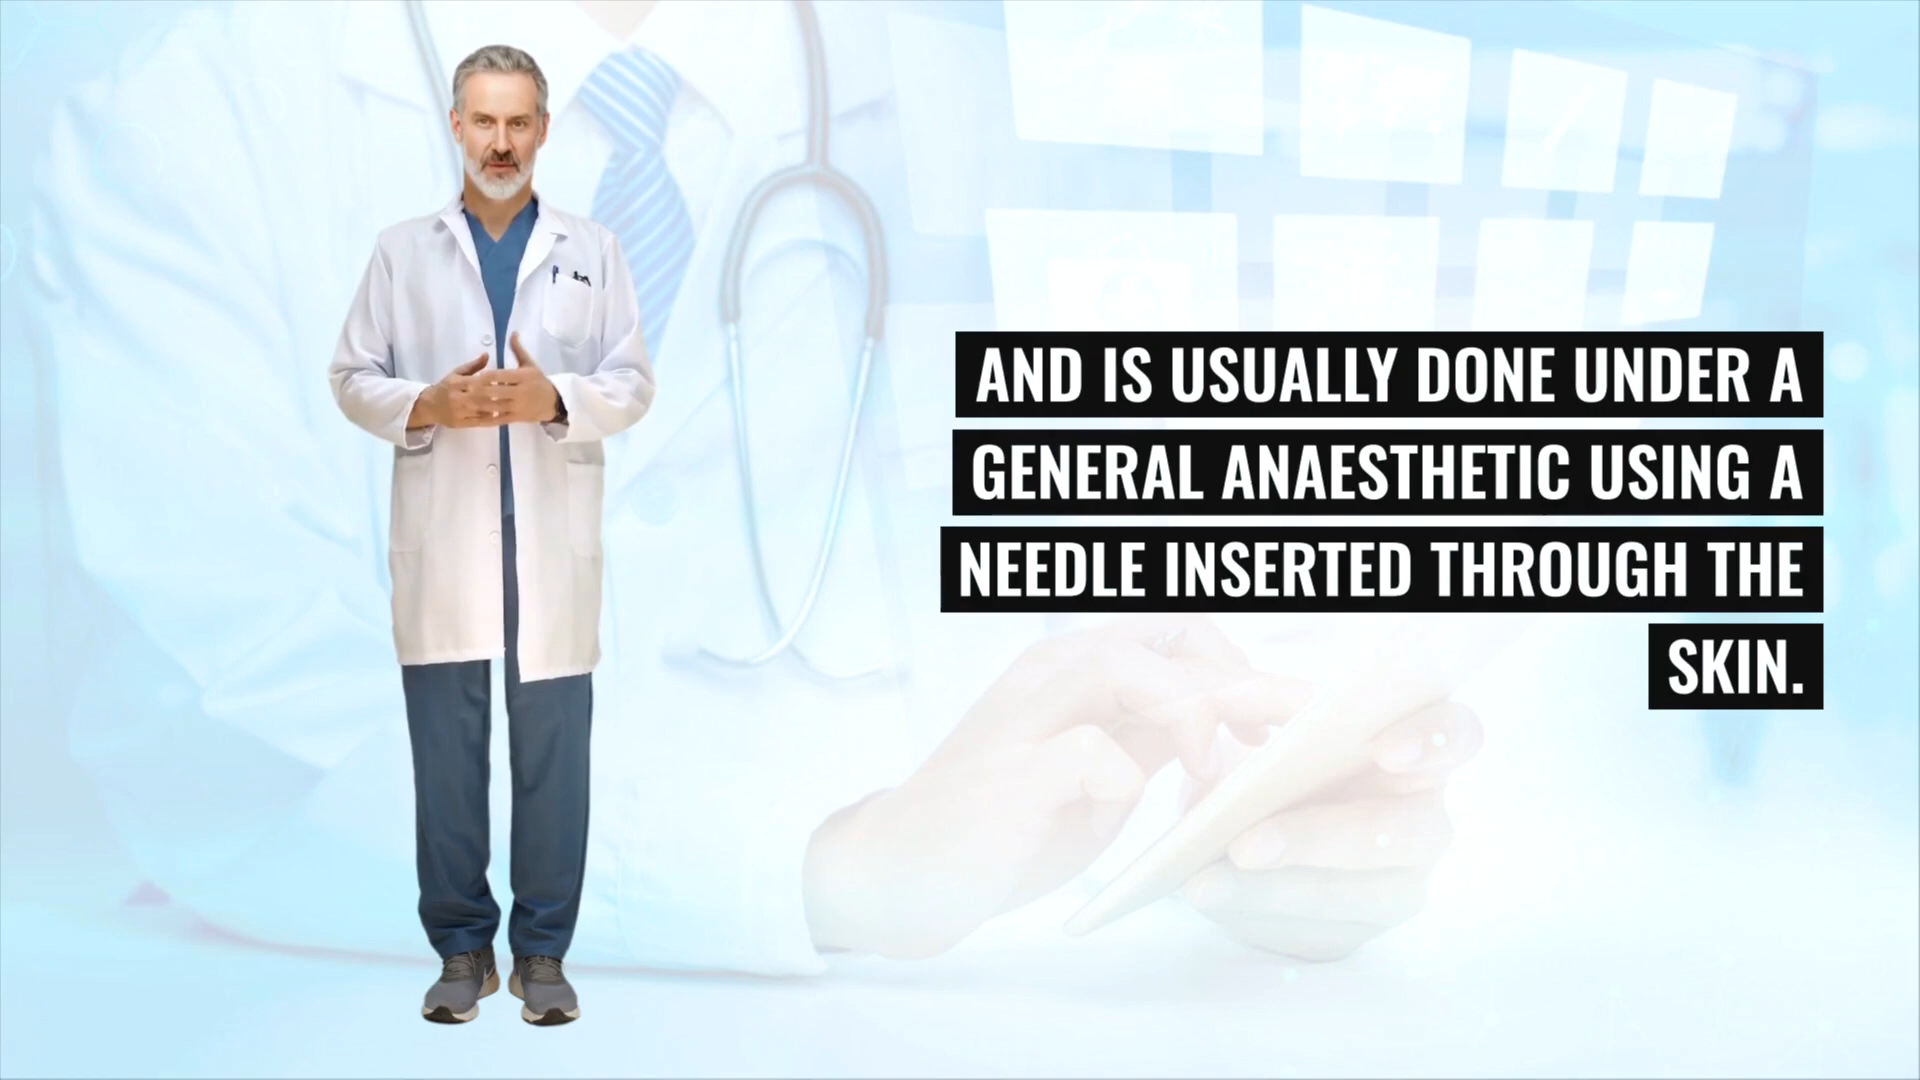 AND IS USUALLY DONE UNDER A
GENERAL ANAESTHETIC USING A
NEEDLE INSERTED THROUGH THE
SKIN.